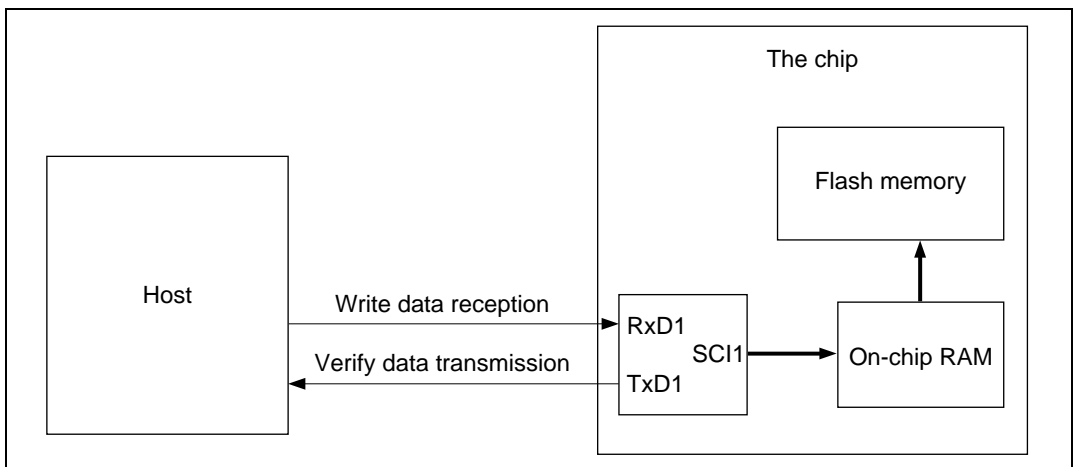 The chip
Flash memory
Host
Write data reception
RxD1
SCI1
On-chip RAM
Verify data transmission
TxD1